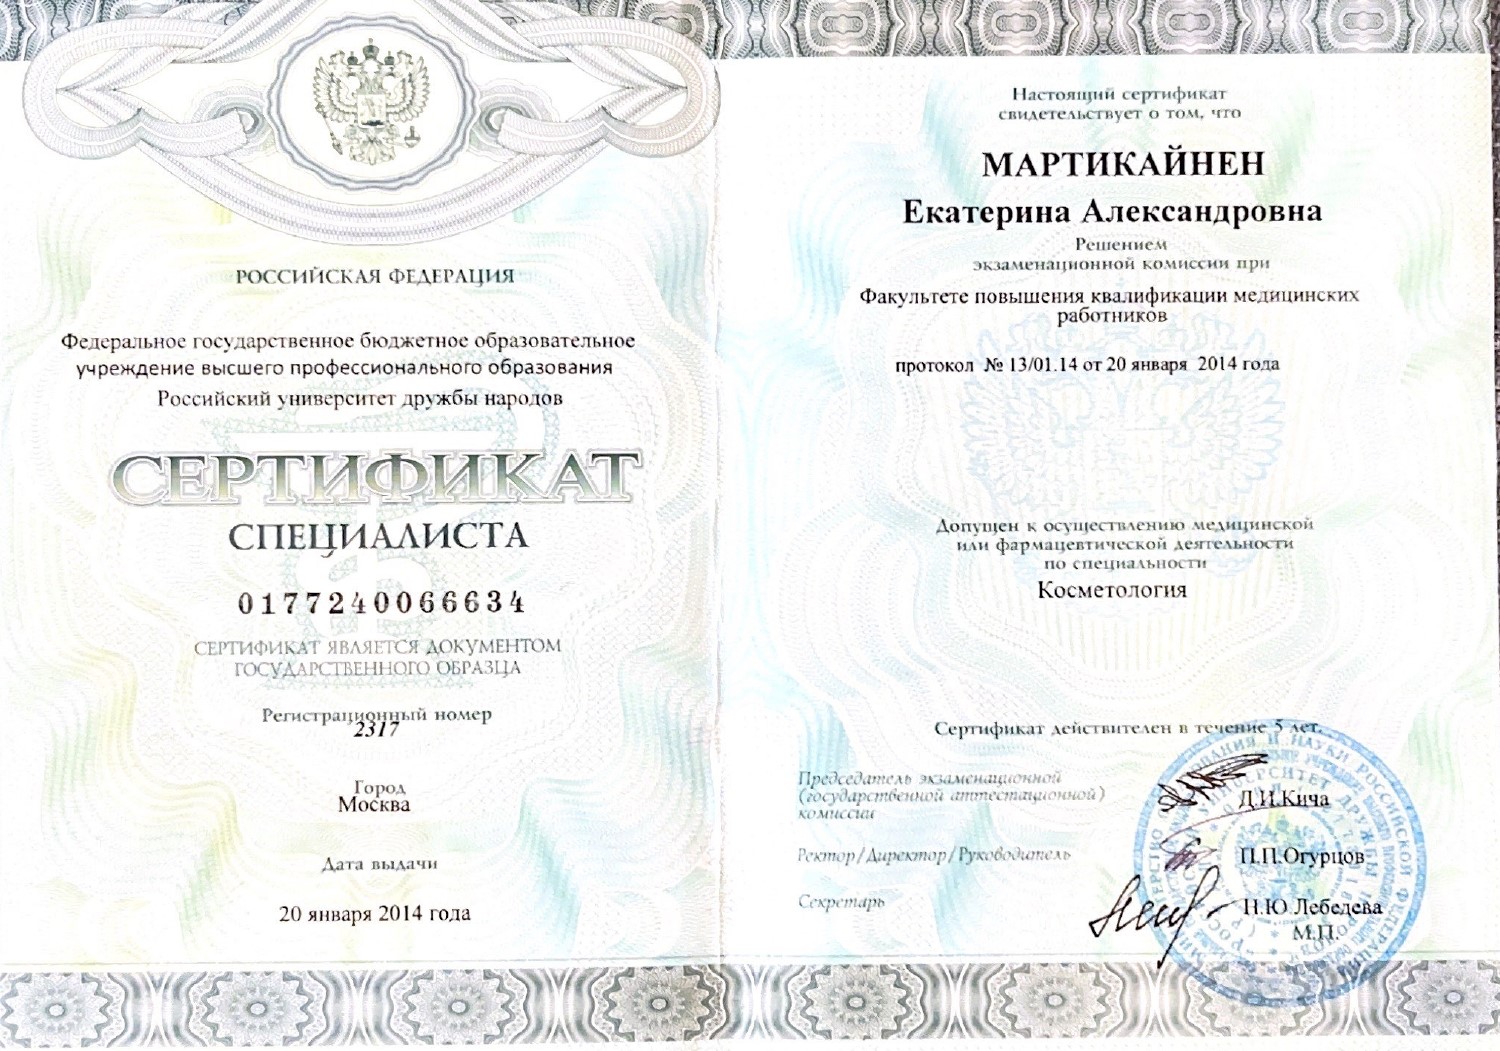 РОССИЙСКАЯ ФЕДЕРАЦИЯ
Федеральное государственное бюджетное образовательное
учреждение высшего профессионального образования
Российский университет дружбы народов
СЕРТИФИКАТ
СПЕЦИАЛИСТА
0177240066634
СЕРТИФИКАТ ЯВЛЯЕТСЯ ДОКУМЕНТОМ
ГОСУДАРСТВЕННОГО ОБРАЗЦА
Регистрационный номер
2317
Город
Москва
Дата выдачи
20 января 2014 года
Настоящий сертификат
свидетельствует о том, что
МАРТИКАЙНЕН
Екатерина Александровна
Решением
экзаменационной комиссии при
Факультете повышения квалификации медицинских
работников
протокол № 13/01.14 от 20 января 2014 года
Допущен к осуществлению медицинской
или фармацевтической деятельности
по специальности
Косметология
Сертификат действителен в течение 5 лет.
Председатель экзаменационной
(государственной аттестационной)
комиссии
Д.И.Кича
Ректор/Директор/Руководитель
П.П.Огурцов
Секретарь
Н.Ю.Лебедева
М.П.